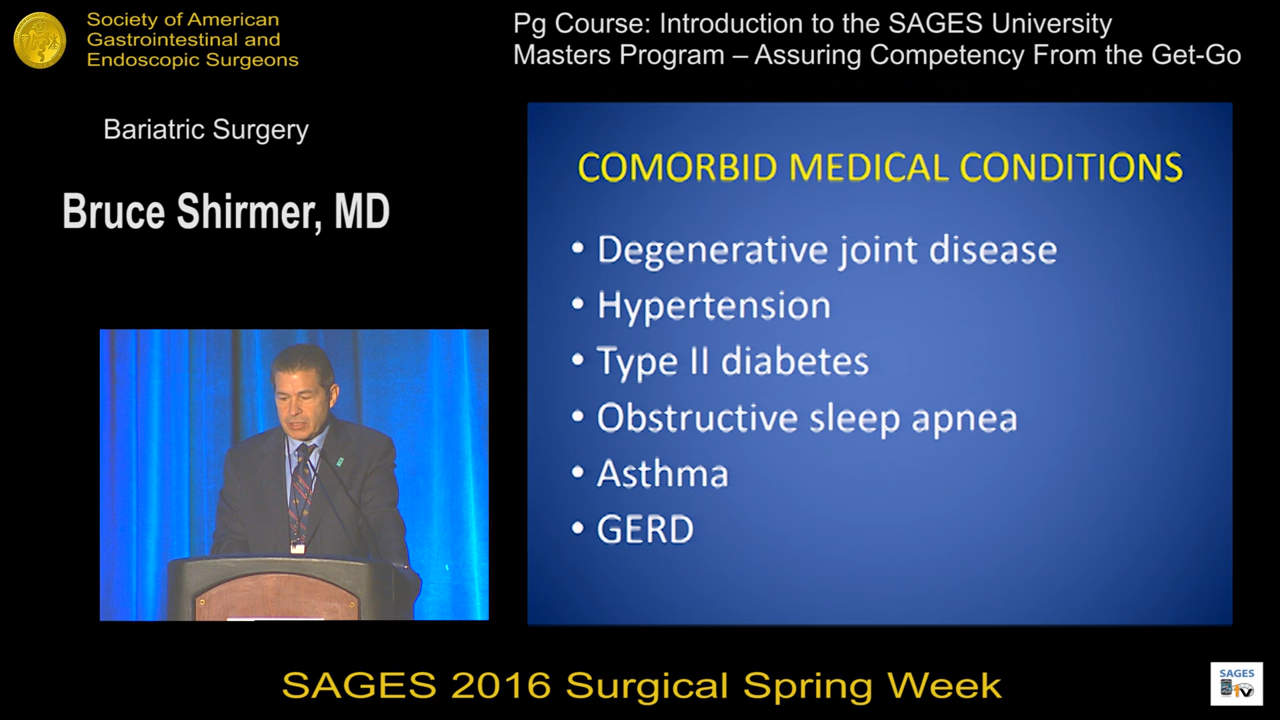 Society of American
Gastrointestinal and
Endoscopic Surgeons
Pg Course: Introduction to the SAGES University
Masters Program – Assuring Competency From the Get-Go
Bariatric Surgery
Bruce Shirmer, MD
COMORBID MEDICAL CONDITIONS
• Degenerative joint disease
• Hypertension
• Type II diabetes
• Obstructive sleep apnea
• Asthma
• GERD
SAGES 2016 Surgical Spring Week
SAGES
TV